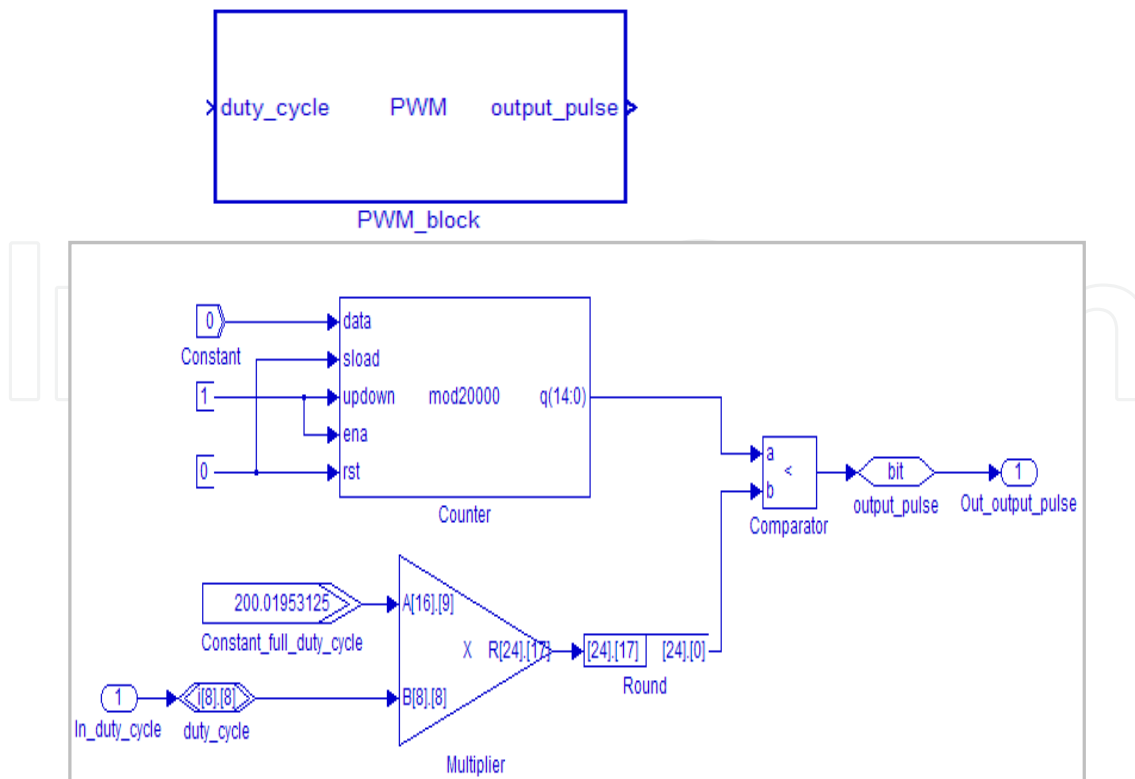 duty_cycle PWM output_pulse
PWM_block
0
Constant
1
0
data
sload
updown mod20000 q(14:0)
ena
rst
Counter
a
<
b
Comparator
bit
output_pulse
1
Out_output_pulse
200.01953125
Constant_full_duty_cycle
A[16].[9]
X R[24].[17]
B[8].[8]
Multiplier
[24].[17] [24].[0]
Round
1
In_duty_cycle
i[8].[8]
duty_cycle